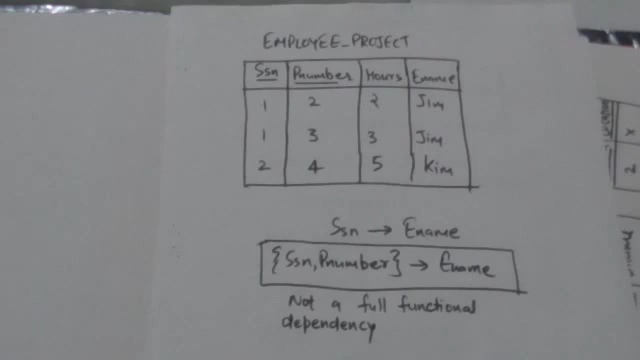 EMPLOYEE_PROJECT
Ssn Pnumber Hours Ename
1 2 2 Jim
1 3 3 Jim
2 4 5 Kim
Ssn → Ename
{Ssn, Pnumber} → Ename
Not a full functional
dependency
X
2